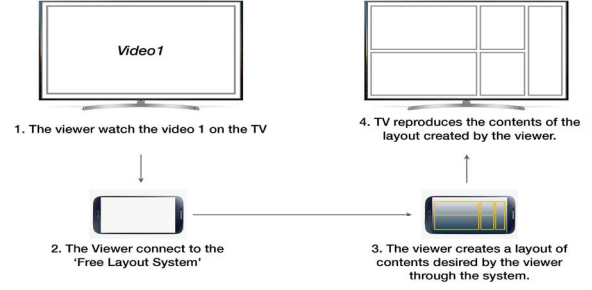 Video1
1. The viewer watch the video 1 on the TV
2. The Viewer connect to the
‘Free Layout System’
3. The viewer creates a layout of
contents desired by the viewer
through the system.
4. TV reproduces the contents of the
layout created by the viewer.